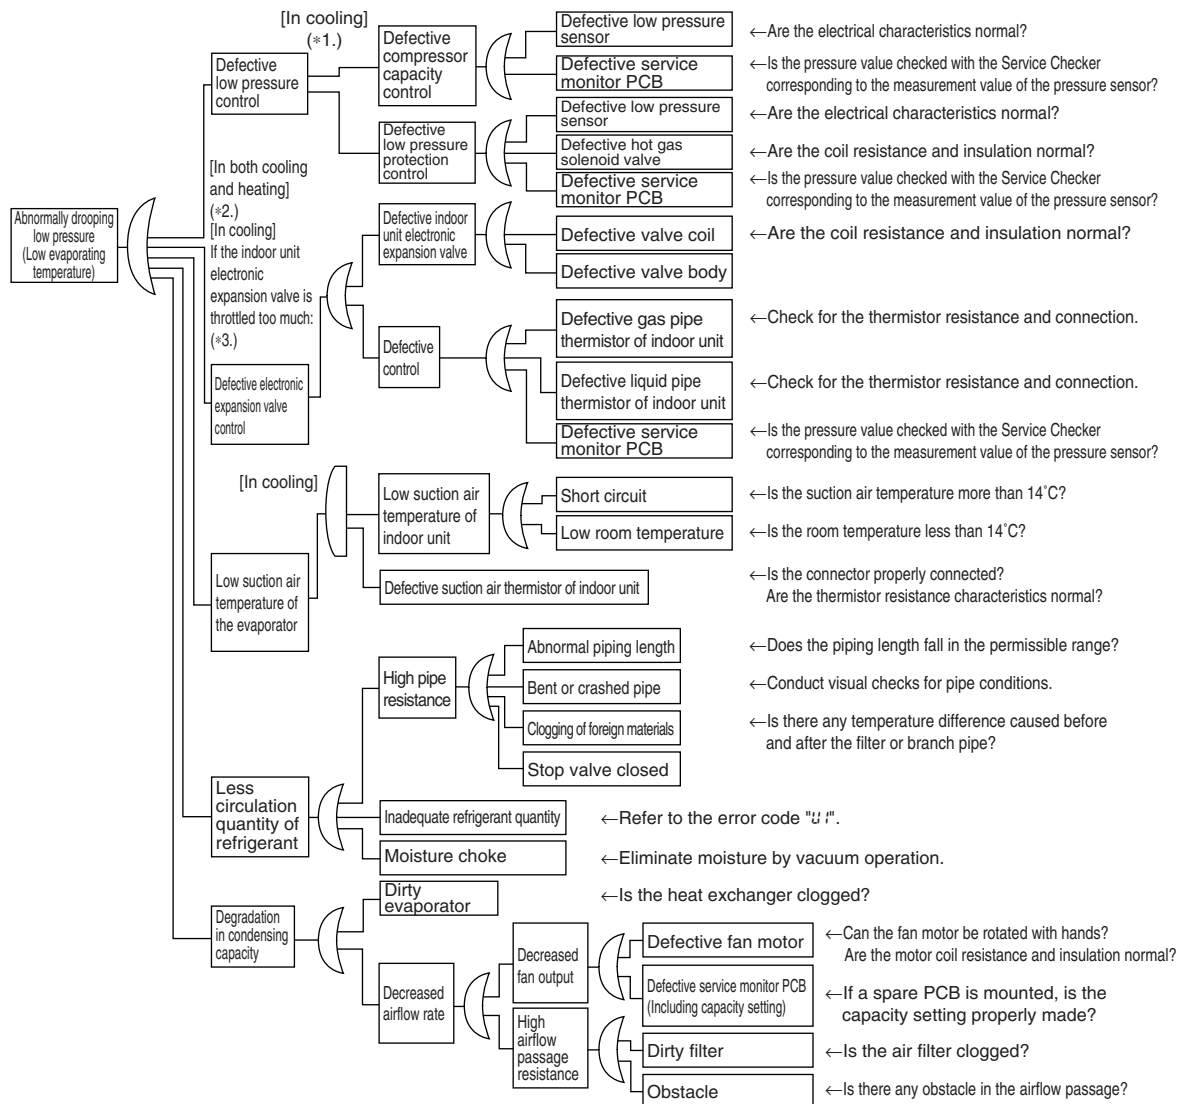 Abnormally drooping
low pressure
(Low evaporating
temperature)
Defective
low pressure
control
[In cooling]
(*1.)
Defective
compressor
capacity
control
Defective low pressure
sensor
←Are the electrical characteristics normal?
Defective service
monitor PCB
←Is the pressure value checked with the Service Checker
corresponding to the measurement value of the pressure sensor?
Defective
low pressure
protection
control
Defective low pressure
sensor
←Are the electrical characteristics normal?
Defective hot gas
solenoid valve
←Are the coil resistance and insulation normal?
Defective service
monitor PCB
←Is the pressure value checked with the Service Checker
corresponding to the measurement value of the pressure sensor?
[In both cooling
and heating]
(*2.)
[In cooling]
If the indoor unit
electronic
expansion valve is
throttled too much:
(*3.)
Defective electronic
expansion valve
control
Defective indoor
unit electronic
expansion valve
Defective valve coil
←Are the coil resistance and insulation normal?
Defective valve body
Defective
control
Defective gas pipe
thermistor of indoor unit
←Check for the thermistor resistance and connection.
Defective liquid pipe
thermistor of indoor unit
←Check for the thermistor resistance and connection.
Defective service
monitor PCB
←Is the pressure value checked with the Service Checker
corresponding to the measurement value of the pressure sensor?
[In cooling]
Low suction air
temperature of
the evaporator
Low suction air
temperature of
indoor unit
Short circuit
←Is the suction air temperature more than 14˚C?
Low room temperature
←Is the room temperature less than 14˚C?
Defective suction air thermistor of indoor unit
←Is the connector properly connected?
Are the thermistor resistance characteristics normal?
Less
circulation
quantity of
refrigerant
High pipe
resistance
Abnormal piping length
←Does the piping length fall in the permissible range?
Bent or crashed pipe
←Conduct visual checks for pipe conditions.
Clogging of foreign materials
←Is there any temperature difference caused before
and after the filter or branch pipe?
Stop valve closed
Inadequate refrigerant quantity
←Refer to the error code "U1".
Moisture choke
←Eliminate moisture by vacuum operation.
Degradation
in condensing
capacity
Dirty
evaporator
←Is the heat exchanger clogged?
Decreased
airflow rate
Decreased
fan output
Defective fan motor
←Can the fan motor be rotated with hands?
Are the motor coil resistance and insulation normal?
Defective service monitor PCB
(Including capacity setting)
←If a spare PCB is mounted, is the
capacity setting properly made?
High
airflow
passage
resistance
Dirty filter
←Is the air filter clogged?
Obstacle
←Is there any obstacle in the airflow passage?